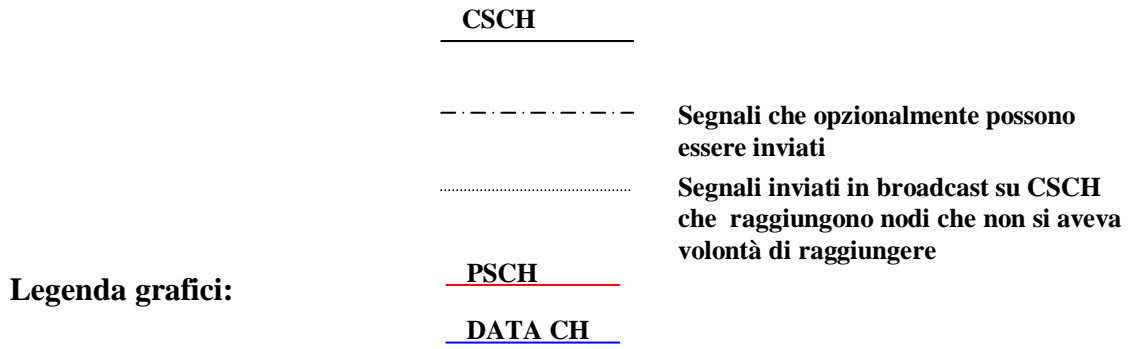 CSCH
Segnali che opzionalmente possono
essere inviati
Segnali inviati in broadcast su CSCH
che raggiungono nodi che non si aveva
volontà di raggiungere
PSCH
Legenda grafici:
DATA CH